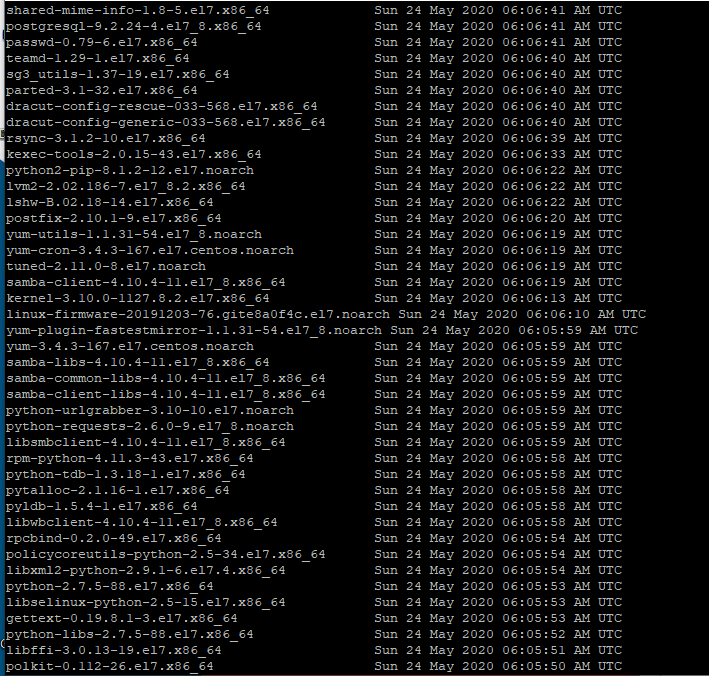 shared-mime-info-1.8-5.el7.x86_64 Sun 24 May 2020 06:06:41 AM UTC
postgresql-9.2.24-4.el7_8.x86_64 Sun 24 May 2020 06:06:41 AM UTC
passwd-0.79-6.el7.x86_64 Sun 24 May 2020 06:06:41 AM UTC
teamd-1.29-1.el7.x86_64 Sun 24 May 2020 06:06:40 AM UTC
sg3_utils-1.37-19.el7.x86_64 Sun 24 May 2020 06:06:40 AM UTC
parted-3.1-32.el7.x86_64 Sun 24 May 2020 06:06:40 AM UTC
dracut-config-rescue-033-568.el7.x86_64 Sun 24 May 2020 06:06:40 AM UTC
dracut-config-generic-033-568.el7.x86_64 Sun 24 May 2020 06:06:40 AM UTC
rsync-3.1.2-10.el7.x86_64 Sun 24 May 2020 06:06:39 AM UTC
kexec-tools-2.0.15-43.el7.x86_64 Sun 24 May 2020 06:06:33 AM UTC
python2-pip-8.1.2-12.el7.noarch Sun 24 May 2020 06:06:22 AM UTC
lvm2-2.02.186-7.el7_8.2.x86_64 Sun 24 May 2020 06:06:22 AM UTC
lshw-B.02.18-14.el7.x86_64 Sun 24 May 2020 06:06:22 AM UTC
postfix-2.10.1-9.el7.x86_64 Sun 24 May 2020 06:06:20 AM UTC
yum-utils-1.1.31-54.el7_8.noarch Sun 24 May 2020 06:06:19 AM UTC
yum-cron-3.4.3-167.el7.centos.noarch Sun 24 May 2020 06:06:19 AM UTC
tuned-2.11.0-8.el7.noarch Sun 24 May 2020 06:06:19 AM UTC
samba-client-4.10.4-11.el7_8.x86_64 Sun 24 May 2020 06:06:19 AM UTC
kernel-3.10.0-1127.8.2.el7.x86_64 Sun 24 May 2020 06:06:13 AM UTC
linux-firmware-20191203-76.gite8a0f4c.el7.noarch Sun 24 May 2020 06:06:10 AM UTC
yum-plugin-fastestmirror-1.1.31-54.el7_8.noarch Sun 24 May 2020 06:05:59 AM UTC
yum-3.4.3-167.el7.centos.noarch Sun 24 May 2020 06:05:59 AM UTC
samba-libs-4.10.4-11.el7_8.x86_64 Sun 24 May 2020 06:05:59 AM UTC
samba-common-libs-4.10.4-11.el7_8.x86_64 Sun 24 May 2020 06:05:59 AM UTC
samba-client-libs-4.10.4-11.el7_8.x86_64 Sun 24 May 2020 06:05:59 AM UTC
python-urlgrabber-3.10-10.el7.noarch Sun 24 May 2020 06:05:59 AM UTC
python-requests-2.6.0-9.el7_8.noarch Sun 24 May 2020 06:05:59 AM UTC
libsmbclient-4.10.4-11.el7_8.x86_64 Sun 24 May 2020 06:05:59 AM UTC
rpm-python-4.11.3-43.el7.x86_64 Sun 24 May 2020 06:05:58 AM UTC
python-tdb-1.3.18-1.el7.x86_64 Sun 24 May 2020 06:05:58 AM UTC
pytalloc-2.1.16-1.el7.x86_64 Sun 24 May 2020 06:05:58 AM UTC
pyldb-1.5.4-1.el7.x86_64 Sun 24 May 2020 06:05:58 AM UTC
libwbclient-4.10.4-11.el7_8.x86_64 Sun 24 May 2020 06:05:58 AM UTC
rpcbind-0.2.0-49.el7.x86_64 Sun 24 May 2020 06:05:54 AM UTC
policycoreutils-python-2.5-34.el7.x86_64 Sun 24 May 2020 06:05:54 AM UTC
libxml2-python-2.9.1-6.el7.4.x86_64 Sun 24 May 2020 06:05:54 AM UTC
python-2.7.5-88.el7.x86_64 Sun 24 May 2020 06:05:53 AM UTC
libselinux-python-2.5-15.el7.x86_64 Sun 24 May 2020 06:05:53 AM UTC
gettext-0.19.8.1-3.el7.x86_64 Sun 24 May 2020 06:05:53 AM UTC
python-libs-2.7.5-88.el7.x86_64 Sun 24 May 2020 06:05:52 AM UTC
libffi-3.0.13-19.el7.x86_64 Sun 24 May 2020 06:05:51 AM UTC
polkit-0.112-26.el7.x86_64 Sun 24 May 2020 06:05:50 AM UTC